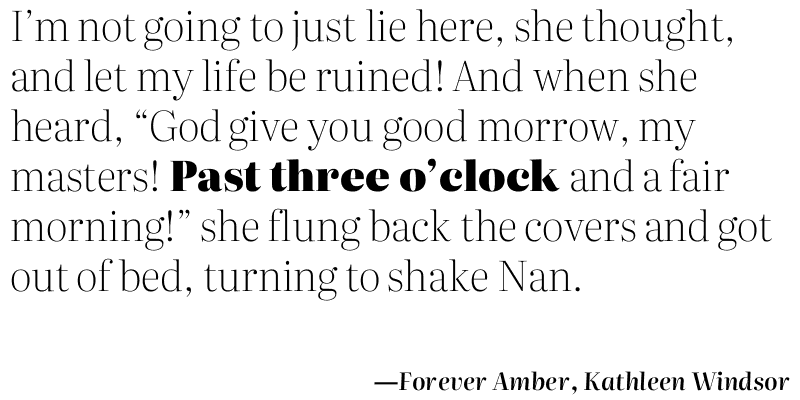 I’m not going to just lie here, she thought,
and let my life be ruined! And when she
heard, “God give you good morrow, my
masters! Past three o’clock and a fair
morning!” she flung back the covers and got
out of bed, turning to shake Nan.
—Forever Amber, Kathleen Windsor